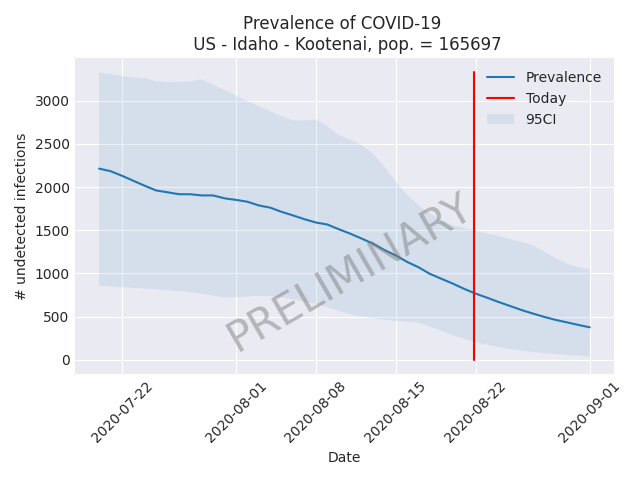 Prevalence of COVID-19
US - Idaho - Kootenai, pop. = 165697
Prevalence
Today
95CI
3000
2500
2000
1500
1000
500
0
# undetected infections
PRELIMINARY
2020-07-22
2020-08-01
2020-08-08
2020-08-15
2020-08-22
2020-09-01
Date